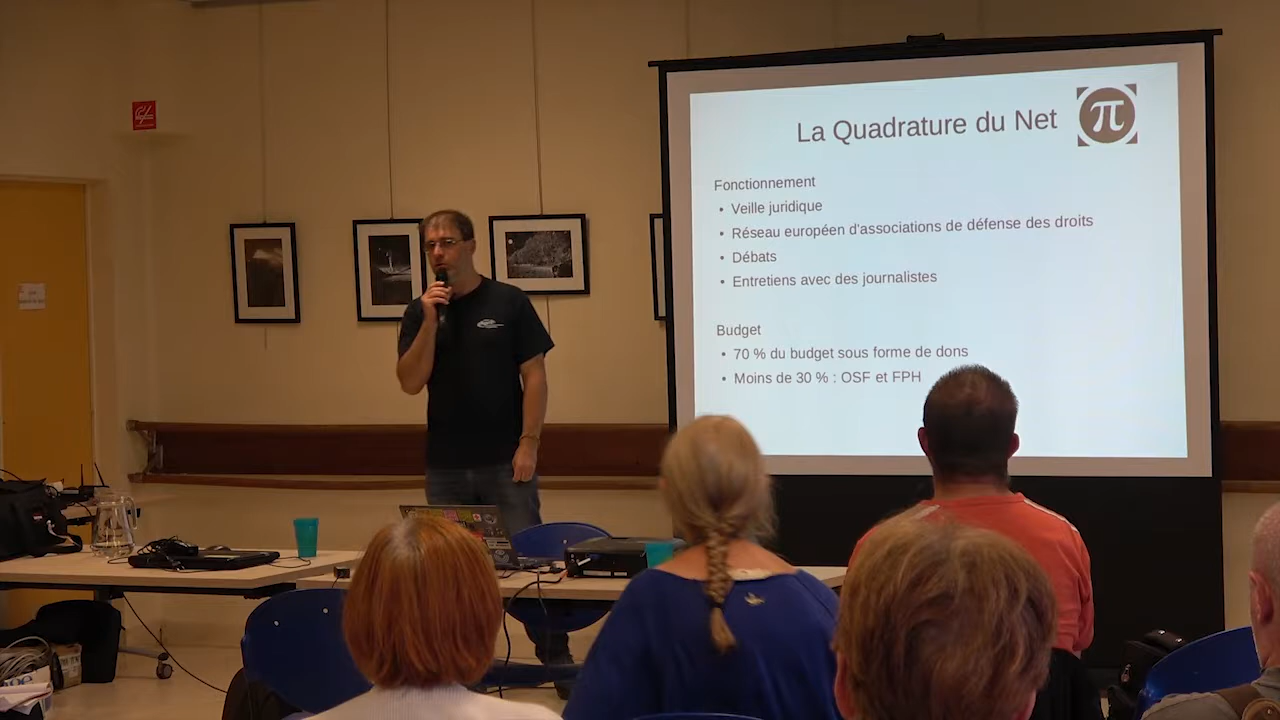 La Quadrature du Net
π
Fonctionnement
• Veille juridique
• Réseau européen d'associations de défense des droits
• Débats
• Entretiens avec des journalistes
Budget
• 70 % du budget sous forme de dons
• Moins de 30 % : OSF et FPH